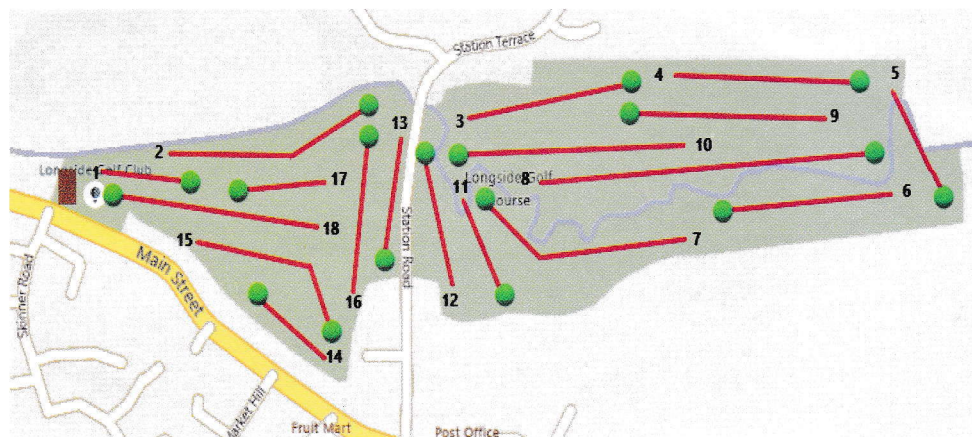 Station Terrace
4
5
3
9
13
2
10
Longside Golf Club
1
17
11
Longside Golf
Course
8
6
18
15
7
Main Street
Station Road
Skinner Road
16
12
14
Market Hill
Fruit Mart
Post Office